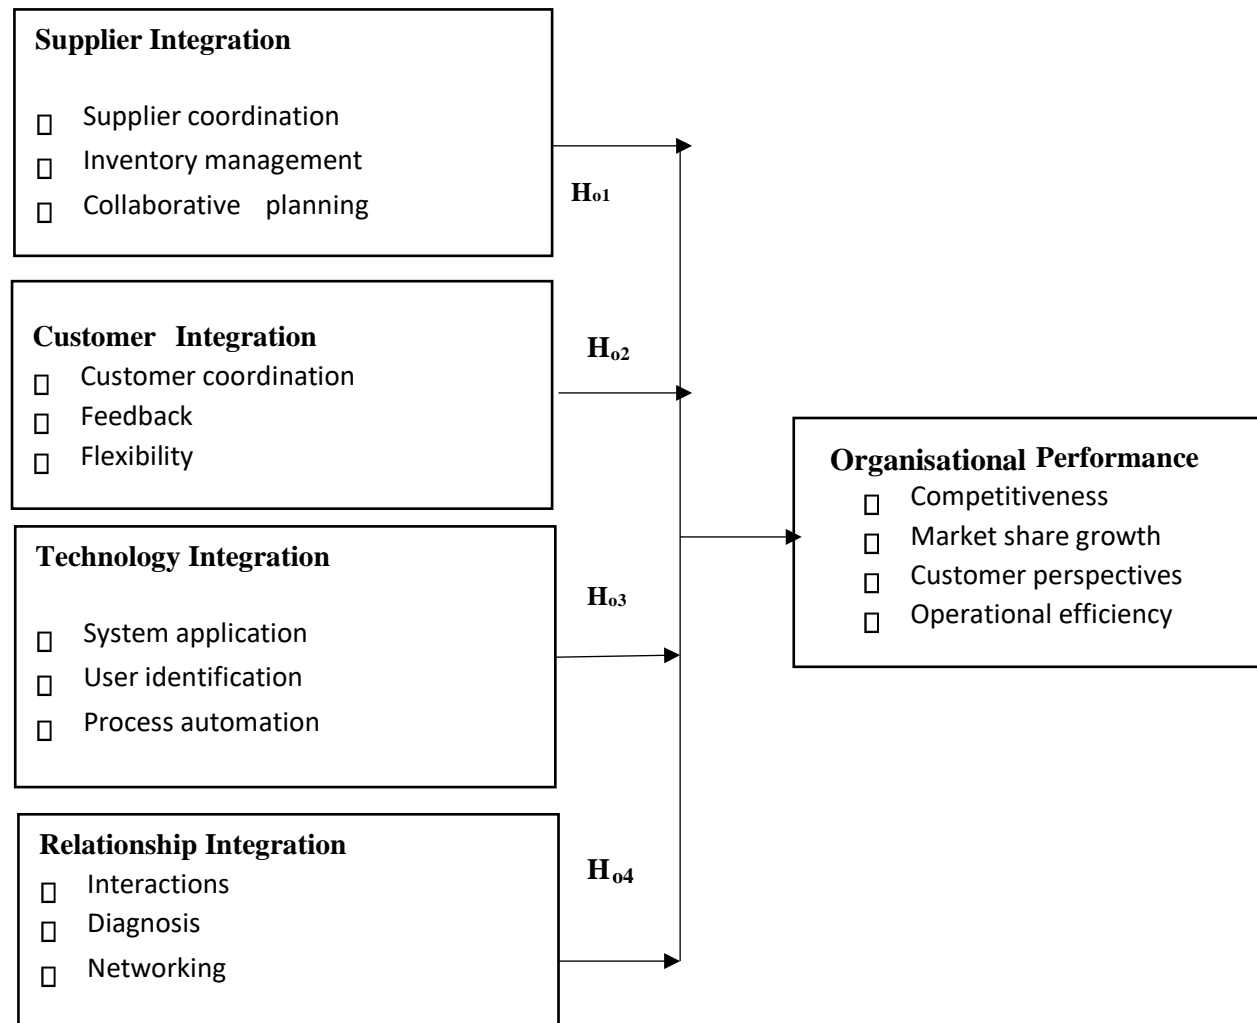 Supplier Integration
Supplier coordination
Inventory management
Collaborative planning
Ho1
Customer Integration
Customer coordination
Feedback
Flexibility
Ho2
Technology Integration
System application
User identification
Process automation
Ho3
Relationship Integration
Interactions
Diagnosis
Networking
Ho4
Organisational Performance
Competitiveness
Market share growth
Customer perspectives
Operational efficiency